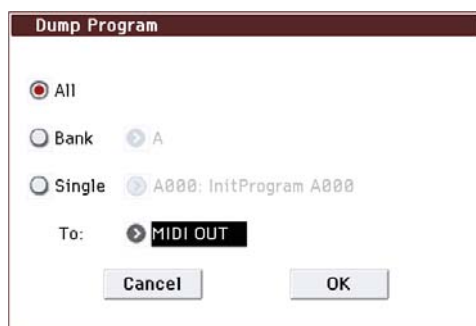 Dump Program
All
Bank A
Single A000: InitProgram A000
To: MIDI OUT
Cancel OK